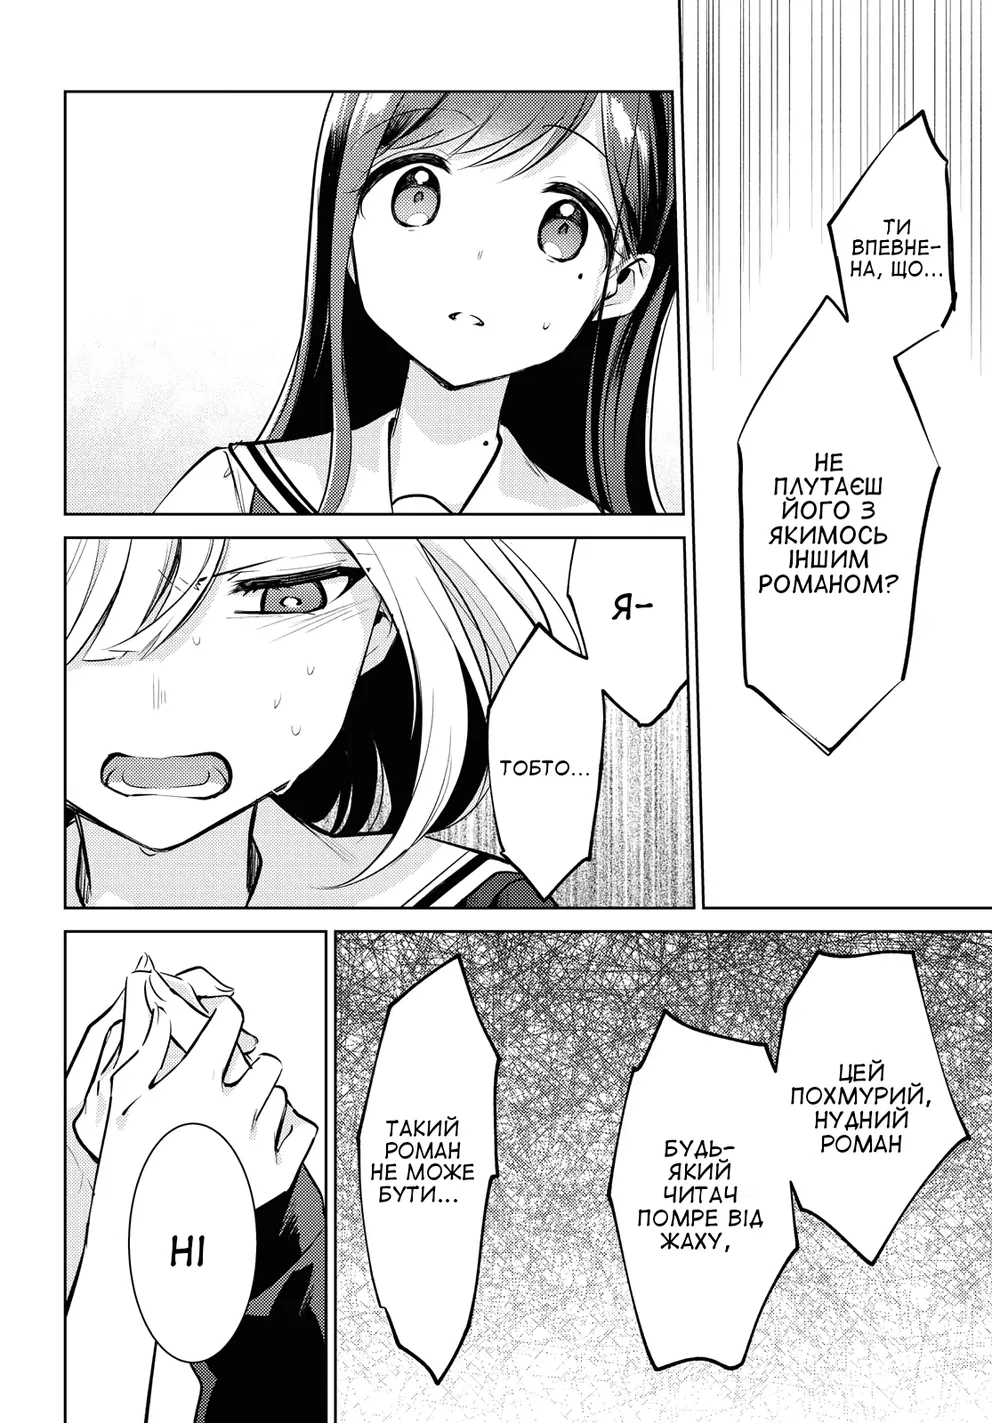 ТИ
ВПЕВНЕ-
НА, ЩО...
НЕ
ПЛУТАЄШ
ЙОГО З
ЯКИМОСЬ
ІНШИМ
РОМАНОМ?
Я-
ТОБТО...
ЦЕЙ
ПОХМУРИЙ,
НУДНИЙ
РОМАН
БУДЬ-
ЯКИЙ
ЧИТАЧ
ПОМРЕ ВІД
ЖАХУ,
ТАКИЙ
РОМАН
НЕ МОЖЕ
БУТИ...
НІ